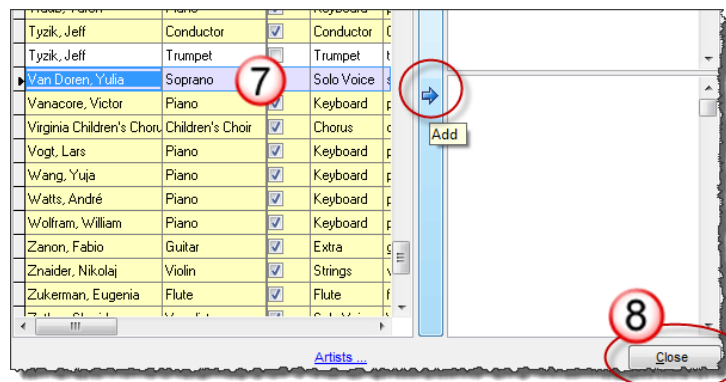 Tyzik, Jeff Conductor Conductor
Tyzik, Jeff Trumpet Trumpet t
Van Doren, Yulia Soprano 7 Solo Voice s
Vanacore, Victor Piano Keyboard p
Virginia Children's Choru Children's Choir Chorus c
Add
Vogt, Lars Piano Keyboard p
Wang, Yuja Piano Keyboard p
Watts, André Piano Keyboard p
Wolfram, William Piano Keyboard p
Zanon, Fabio Guitar Extra g
Znaider, Nikolaj Violin Strings v
Zukerman, Eugenia Flute Flute f
8
Artists ... Close